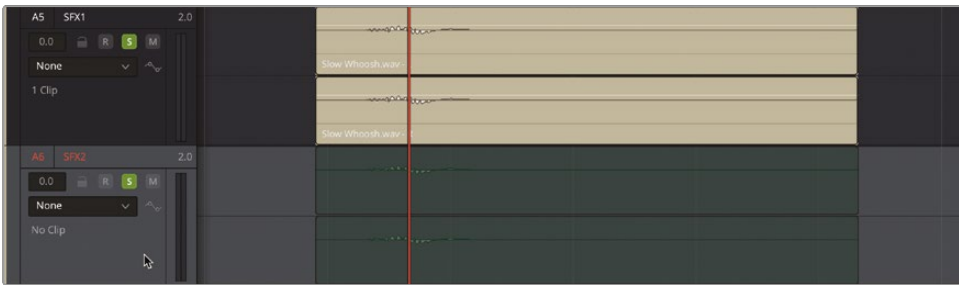 A5 SFX1 2.0
0.0 R S M
None
1 Clip
Slow Whoosh.wav -
Slow Whoosh.wav -
A6 SFX2 2.0
0.0 R S M
None
No Clip